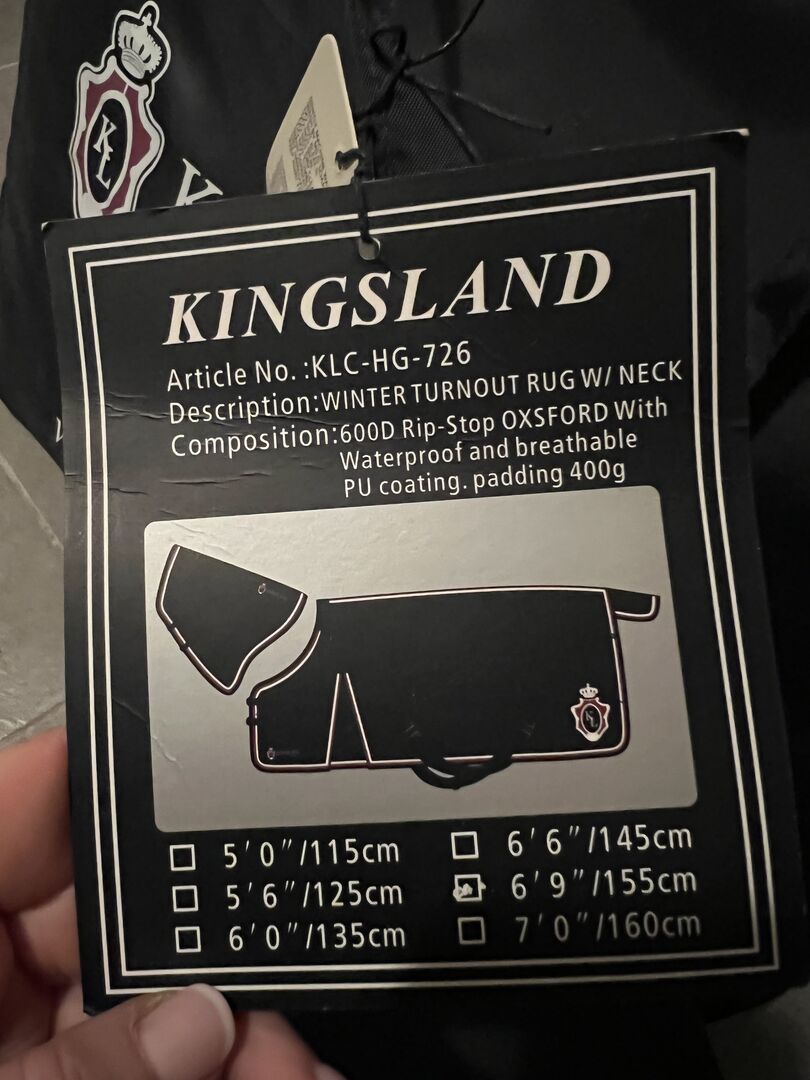 KL
K
KINGSLAND
Article No. :KLC-HG-726
Description:WINTER TURNOUT RUG W/ NECK
Composition:600D Rip-Stop OXSFORD With
Waterproof and breathable
PU coating. padding 400g
KL
5'0"/115cm
5'6"/125cm
6'0"/135cm
6'6"/145cm
6'9"/155cm
7'0"/160cm